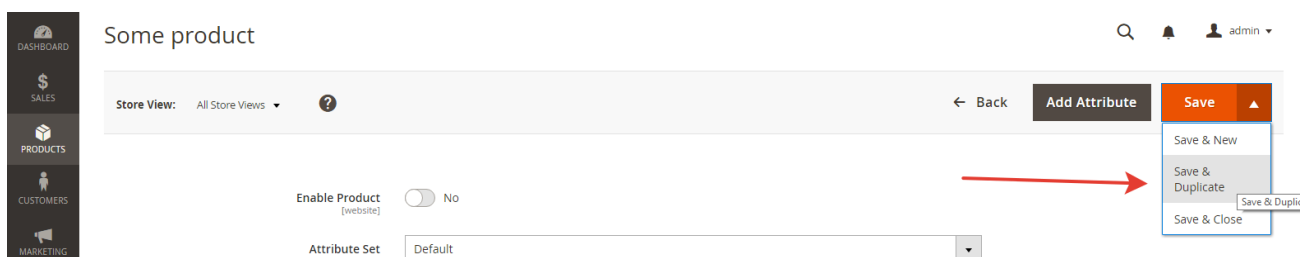 DASHBOARD
SALES
PRODUCTS
CUSTOMERS
MARKETING
Some product
admin
Store View: All Store Views ?
← Back Add Attribute Save
Save & New
Save &
Duplicate
Save & Duplic
Save & Close
Enable Product No
[website]
Attribute Set Default